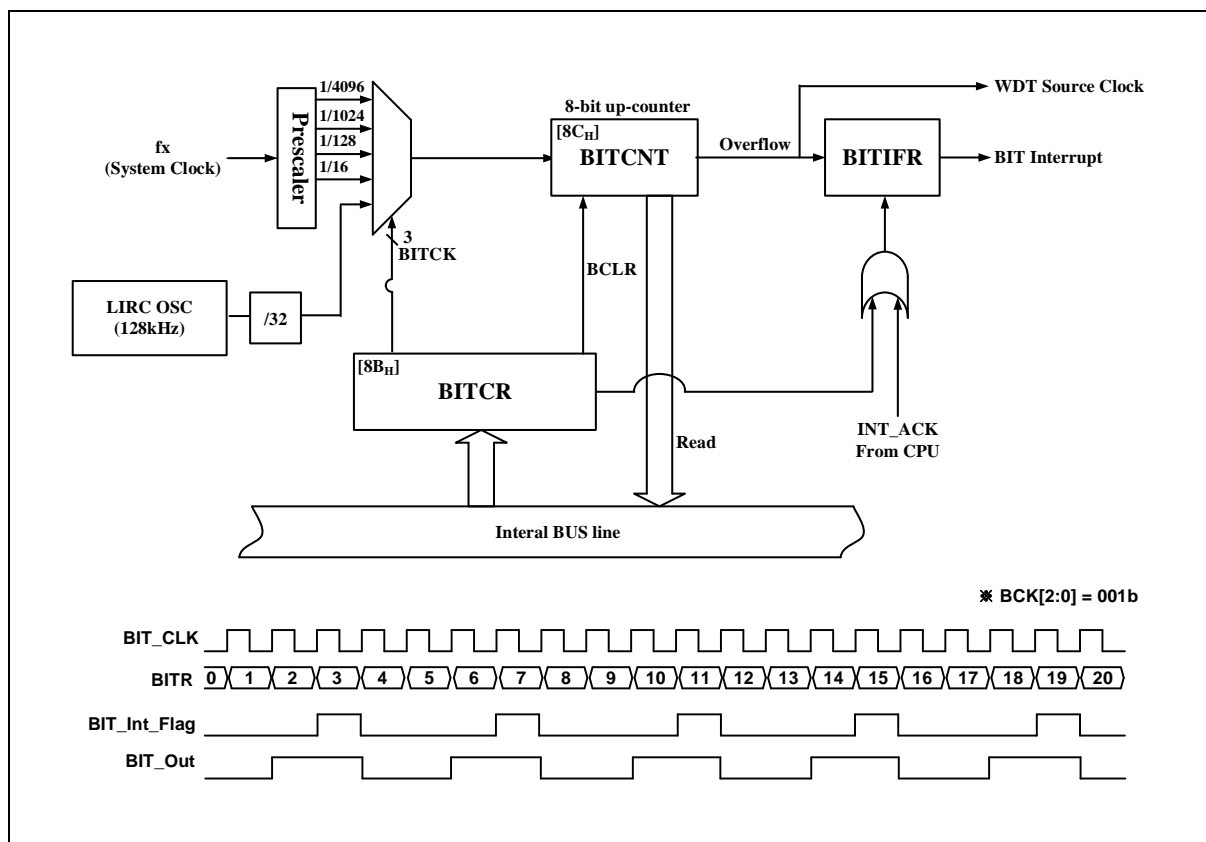 1/4096
1/1024
1/128
1/16
Prescaler
fx
(System Clock)
8-bit up-counter
[8CH]
BITCNT
Overflow
WDT Source Clock
BITIFR
BIT Interrupt
3
BITCK
BCLR
LIRC OSC
(128kHz)
/32
[8BH]
BITCR
INT_ACK
From CPU
Read
Interal BUS line
※ BCK[2:0] = 001b
BIT_CLK
BITR 0 1 2 3 4 5 6 7 8 9 10 11 12 13 14 15 16 17 18 19 20
BIT_Int_Flag
BIT_Out